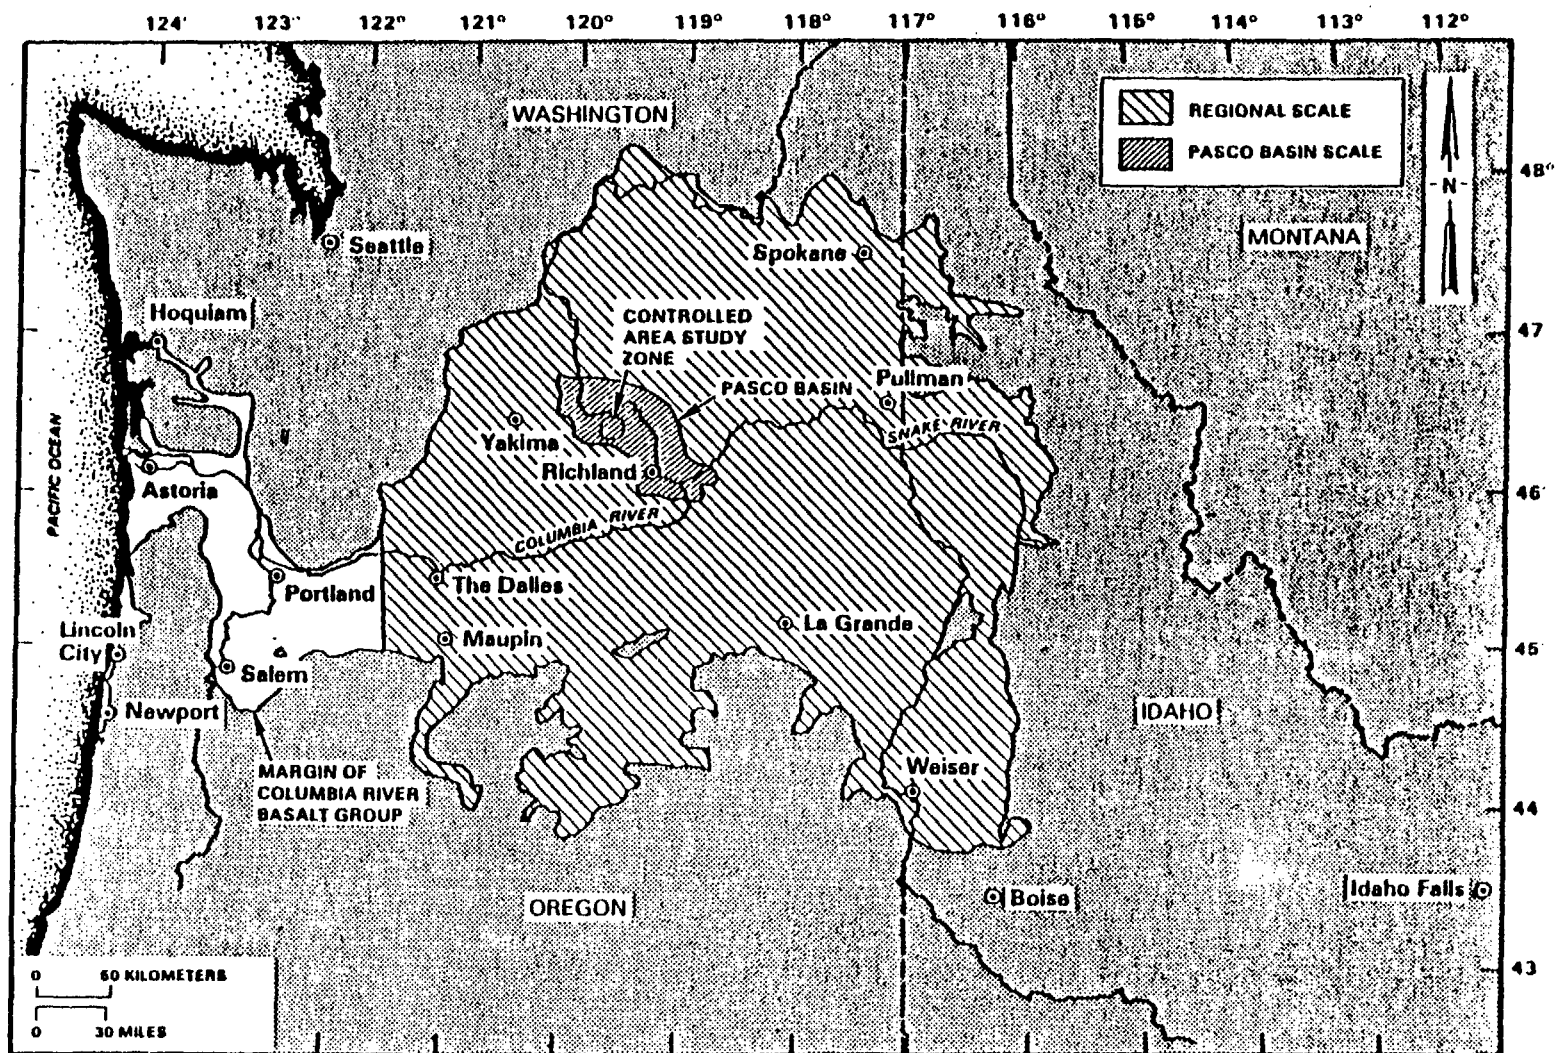 124' 123° 122° 121° 120° 119° 118° 117° 116° 115° 114° 113° 112°
WASHINGTON
REGIONAL SCALE
PASCO BASIN SCALE
N
48°
MONTANA
Seattle
Spokane
Hoquiam
CONTROLLED
AREA STUDY
ZONE
47
PASCO BASIN
Pullman
SNAKE RIVER
Yakima
Richland
PACIFIC OCEAN
Astoria
46
COLUMBIA RIVER
The Dalles
Portland
La Grande
Lincoln
City
Maupin
45
Salem
Newport
IDAHO
MARGIN OF
COLUMBIA RIVER
BASALT GROUP
Weiser
44
OREGON
Boise
Idaho Falls
43
0 50 KILOMETERS
0 30 MILES